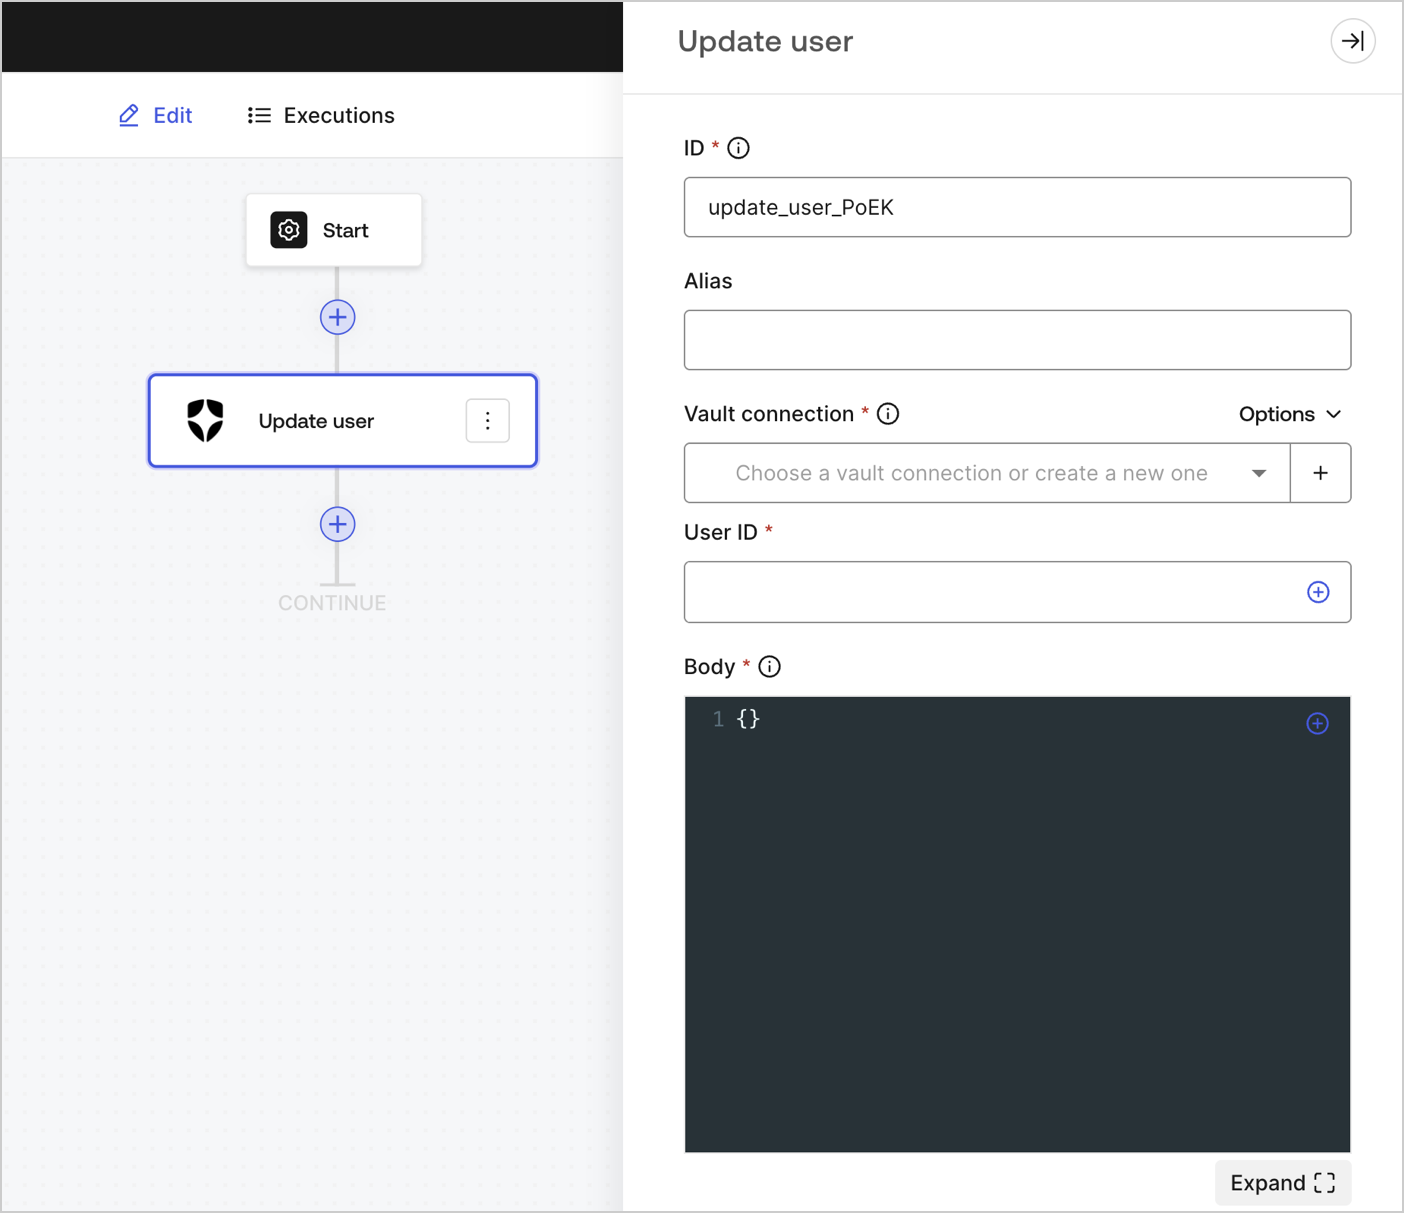 Edit
Executions
Start
Update user
CONTINUE
Update user
ID *
update_user_PoEK
Alias
Vault connection *
Options
Choose a vault connection or create a new one
User ID *
Body *
1 {}
Expand